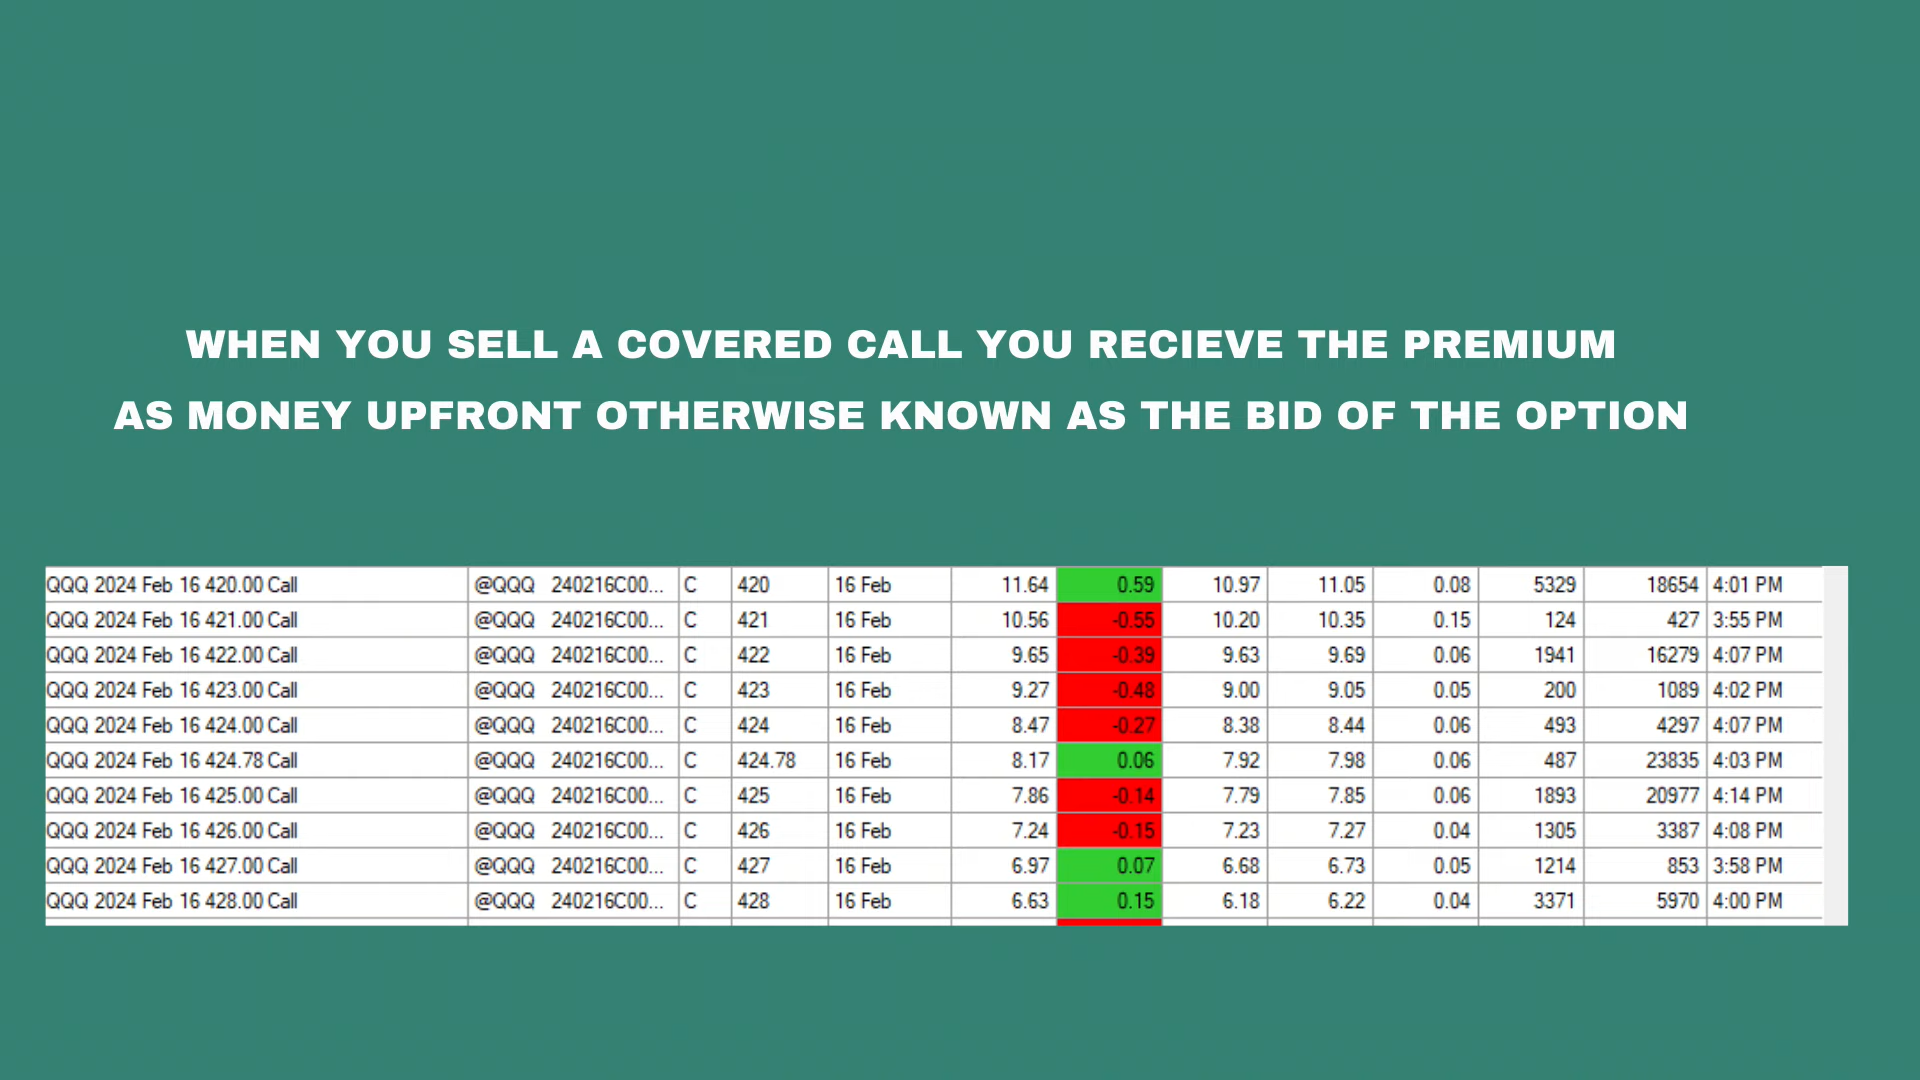 WHEN YOU SELL A COVERED CALL YOU RECIEVE THE PREMIUM
AS MONEY UPFRONT OTHERWISE KNOWN AS THE BID OF THE OPTION
QQQ 2024 Feb 16 420.00 Call @QQQ 240216C00... C 420 16 Feb 11.64 0.59 10.97 11.05 0.08 5329 18654 4:01 PM
QQQ 2024 Feb 16 421.00 Call @QQQ 240216C00... C 421 16 Feb 10.56 -0.55 10.20 10.35 0.15 124 427 3:55 PM
QQQ 2024 Feb 16 422.00 Call @QQQ 240216C00... C 422 16 Feb 9.65 -0.39 9.63 9.69 0.06 1941 16279 4:07 PM
QQQ 2024 Feb 16 423.00 Call @QQQ 240216C00... C 423 16 Feb 9.27 -0.48 9.00 9.05 0.05 200 1089 4:02 PM
QQQ 2024 Feb 16 424.00 Call @QQQ 240216C00... C 424 16 Feb 8.47 -0.27 8.38 8.44 0.06 493 4297 4:07 PM
QQQ 2024 Feb 16 424.78 Call @QQQ 240216C00... C 424.78 16 Feb 8.17 0.06 7.92 7.98 0.06 487 23835 4:03 PM
QQQ 2024 Feb 16 425.00 Call @QQQ 240216C00... C 425 16 Feb 7.86 -0.14 7.79 7.85 0.06 1893 20977 4:14 PM
QQQ 2024 Feb 16 426.00 Call @QQQ 240216C00... C 426 16 Feb 7.24 -0.15 7.23 7.27 0.04 1305 3387 4:08 PM
QQQ 2024 Feb 16 427.00 Call @QQQ 240216C00... C 427 16 Feb 6.97 0.07 6.68 6.73 0.05 1214 853 3:58 PM
QQQ 2024 Feb 16 428.00 Call @QQQ 240216C00... C 428 16 Feb 6.63 0.15 6.18 6.22 0.04 3371 5970 4:00 PM